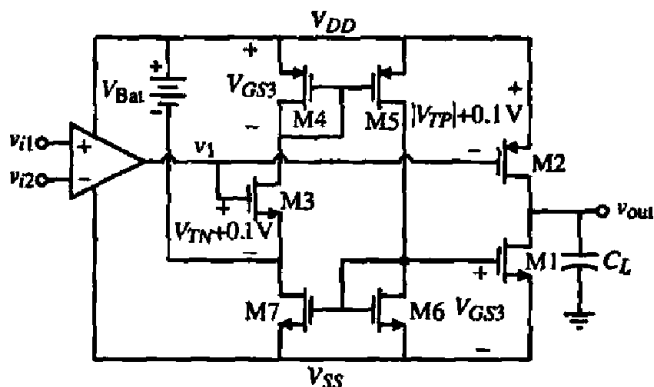 V_DD
+
+
V_Bat
-
V_GS3
-
M4
M5
|V_TP|+0.1V
+
-
M2
v_i1
+
v_i2
-
v_1
+
M3
V_TN+0.1V
-
v_out
+
M1
C_L
V_GS3
-
M7
M6
V_SS